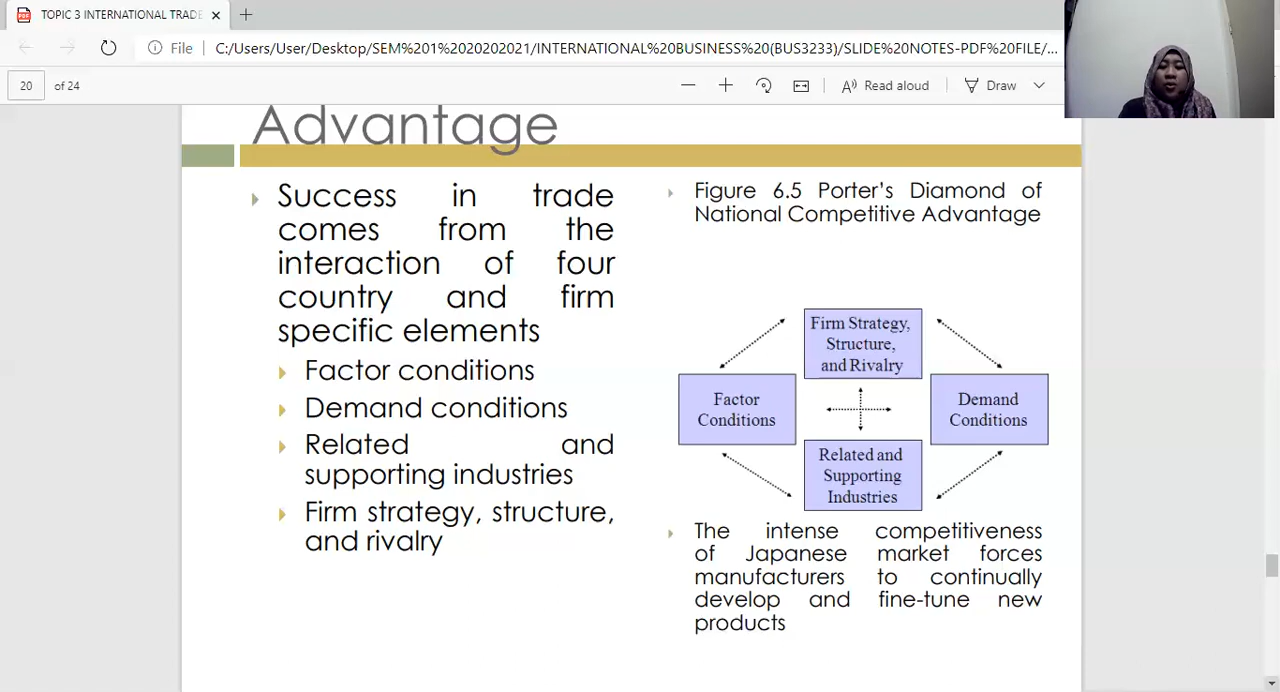 TOPIC 3 INTERNATIONAL TRADE
File
C:/Users/User/Desktop/SEM%201%2020202021/INTERNATIONAL%20BUSINESS%20(BUS3233)/SLIDE%20NOTES-PDF%20FILE/...
20 of 24
Read aloud
Draw
Advantage
Success in trade
comes from the
interaction of four
country and firm
specific elements
Factor conditions
Demand conditions
Related and
supporting industries
Firm strategy, structure,
and rivalry
Figure 6.5 Porter's Diamond of
National Competitive Advantage
Firm Strategy,
Structure,
and Rivalry
Factor
Conditions
Demand
Conditions
Related and
Supporting
Industries
The intense competitiveness
of Japanese market forces
manufacturers to continually
develop and fine-tune new
products